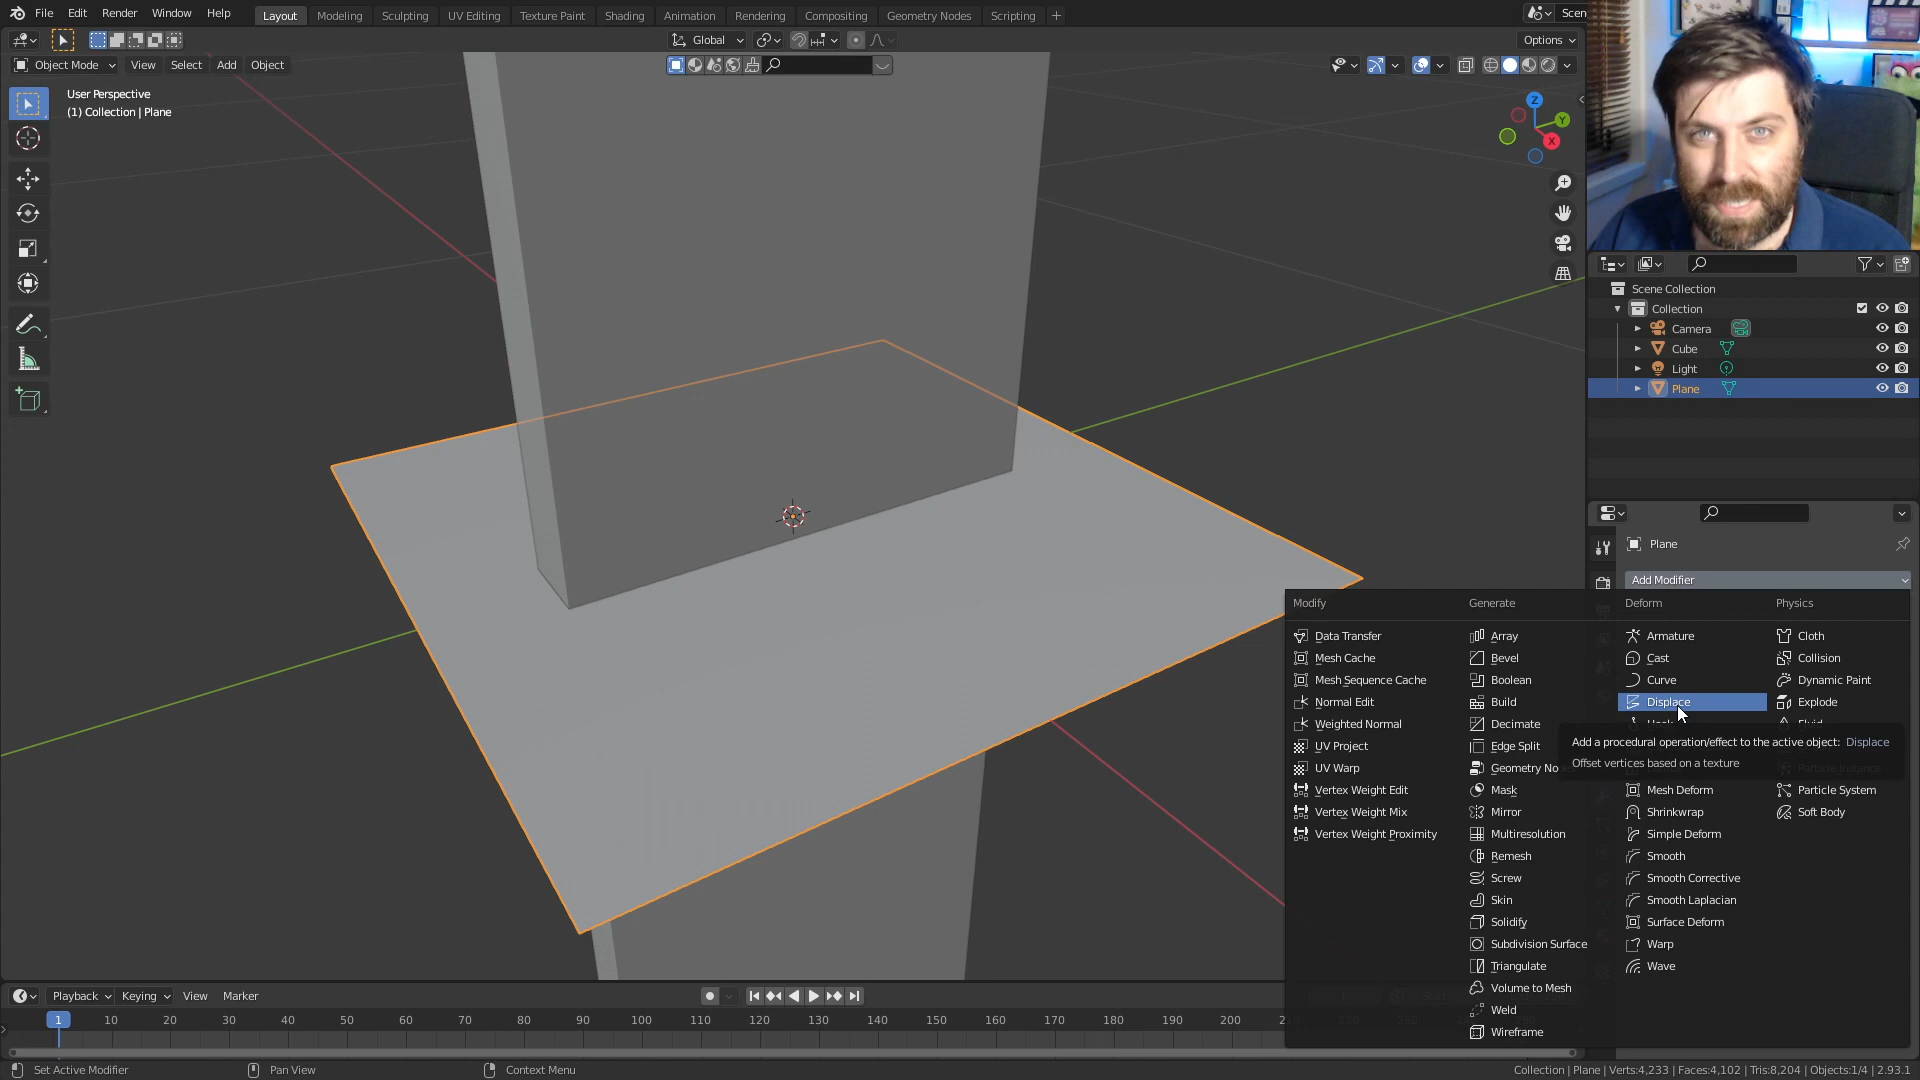 File Edit Render Window Help Layout Modeling Sculpting UV Editing Texture Paint Shading Animation Rendering Compositing Geometry Nodes Scripting + Scen
Global Options
Object Mode View Select Add Object
User Perspective
(1) Collection | Plane
Z
Y
X
Scene Collection
Collection
Camera
Cube
Light
Plane
Plane
Add Modifier
Modify Generate Deform Physics
Data Transfer Array Armature Cloth
Mesh Cache Bevel Cast Collision
Mesh Sequence Cache Boolean Curve Dynamic Paint
Normal Edit Build Displace Explode
Weighted Normal Decimate Hook Fluid
UV Project Edge Split Add a procedural operation/effect to the active object: Displace
UV Warp Geometry No Offset vertices based on a texture Particle Instance
Vertex Weight Edit Mask Mesh Deform Particle System
Vertex Weight Mix Mirror Shrinkwrap Soft Body
Vertex Weight Proximity Multiresolution Simple Deform
Remesh Smooth
Screw Smooth Corrective
Skin Smooth Laplacian
Solidify Surface Deform
Subdivision Surface Warp
Triangulate Wave
Volume to Mesh
Weld
Wireframe
Playback Keying View Marker
1 10 20 30 40 50 60 70 80 90 100 110 120 130 140 150 160 170 180 190 200
Set Active Modifier Pan View Context Menu Collection | Plane | Verts:4,233 | Faces:4,102 | Tris:8,204 | Objects:1/4 | 2.93.1